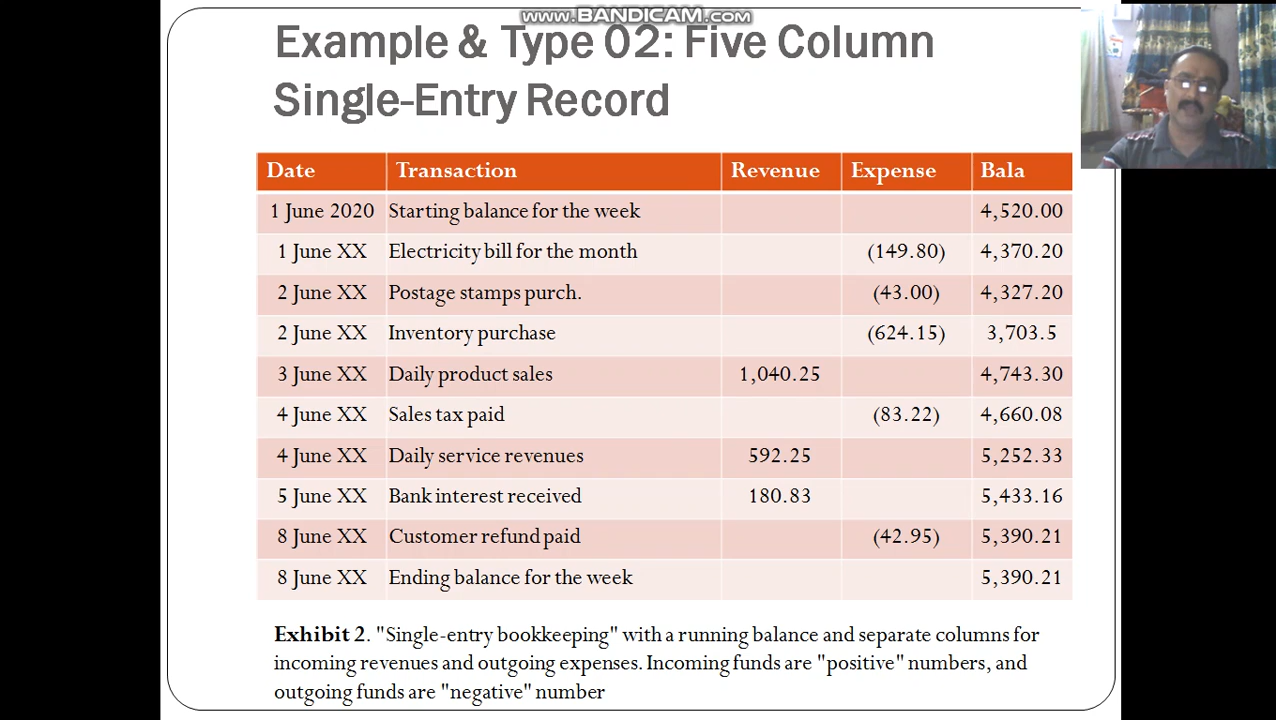 www.BANDICAM.com
Example & Type 02: Five Column
Single-Entry Record
Date Transaction Revenue Expense Bala
1 June 2020 Starting balance for the week 4,520.00
1 June XX Electricity bill for the month (149.80) 4,370.20
2 June XX Postage stamps purch. (43.00) 4,327.20
2 June XX Inventory purchase (624.15) 3,703.5
3 June XX Daily product sales 1,040.25 4,743.30
4 June XX Sales tax paid (83.22) 4,660.08
4 June XX Daily service revenues 592.25 5,252.33
5 June XX Bank interest received 180.83 5,433.16
8 June XX Customer refund paid (42.95) 5,390.21
8 June XX Ending balance for the week 5,390.21
Exhibit 2. "Single-entry bookkeeping" with a running balance and separate columns for
incoming revenues and outgoing expenses. Incoming funds are "positive" numbers, and
outgoing funds are "negative" number